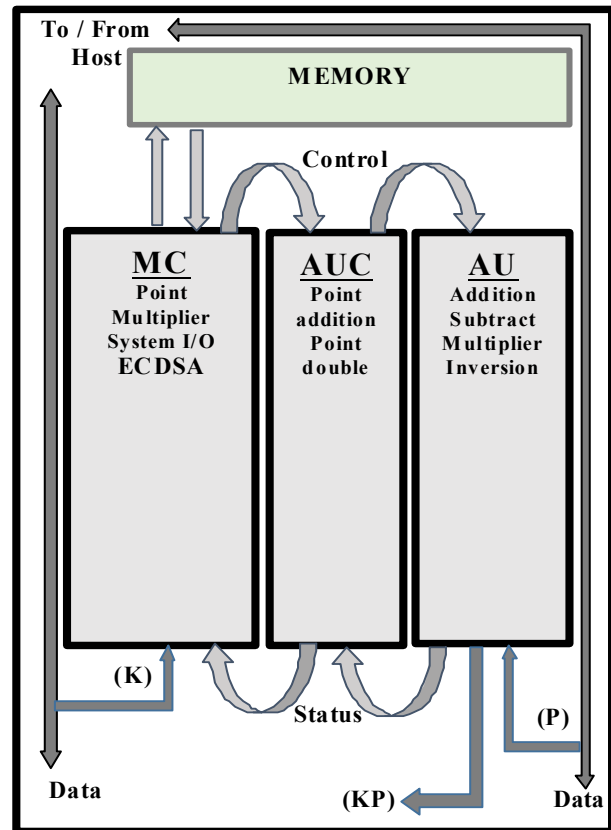 To / From
Host
MEMORY
Control
MC
Point
Multiplier
System I/O
ECDSA
AUC
Point
addition
Point
double
AU
Addition
Subtract
Multiplier
Inversion
(K)
Status
(P)
Data
(KP)
Data